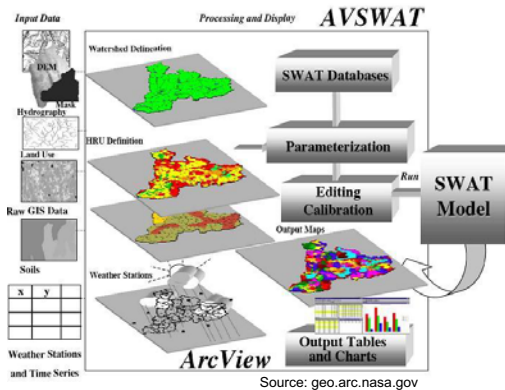 Input Data
Processing and Display
AVSWAT
DEM
Mask
Hydrography
Land Use
Raw GIS Data
Soils
x y
Weather Stations
and Time Series
Watershed Delineation
HRU Definition
Weather Stations
ArcView
SWAT Databases
Parameterization
Editing
Calibration
Run
SWAT
Model
Output Maps
Output Tables
and Charts
Source: geo.arc.nasa.gov